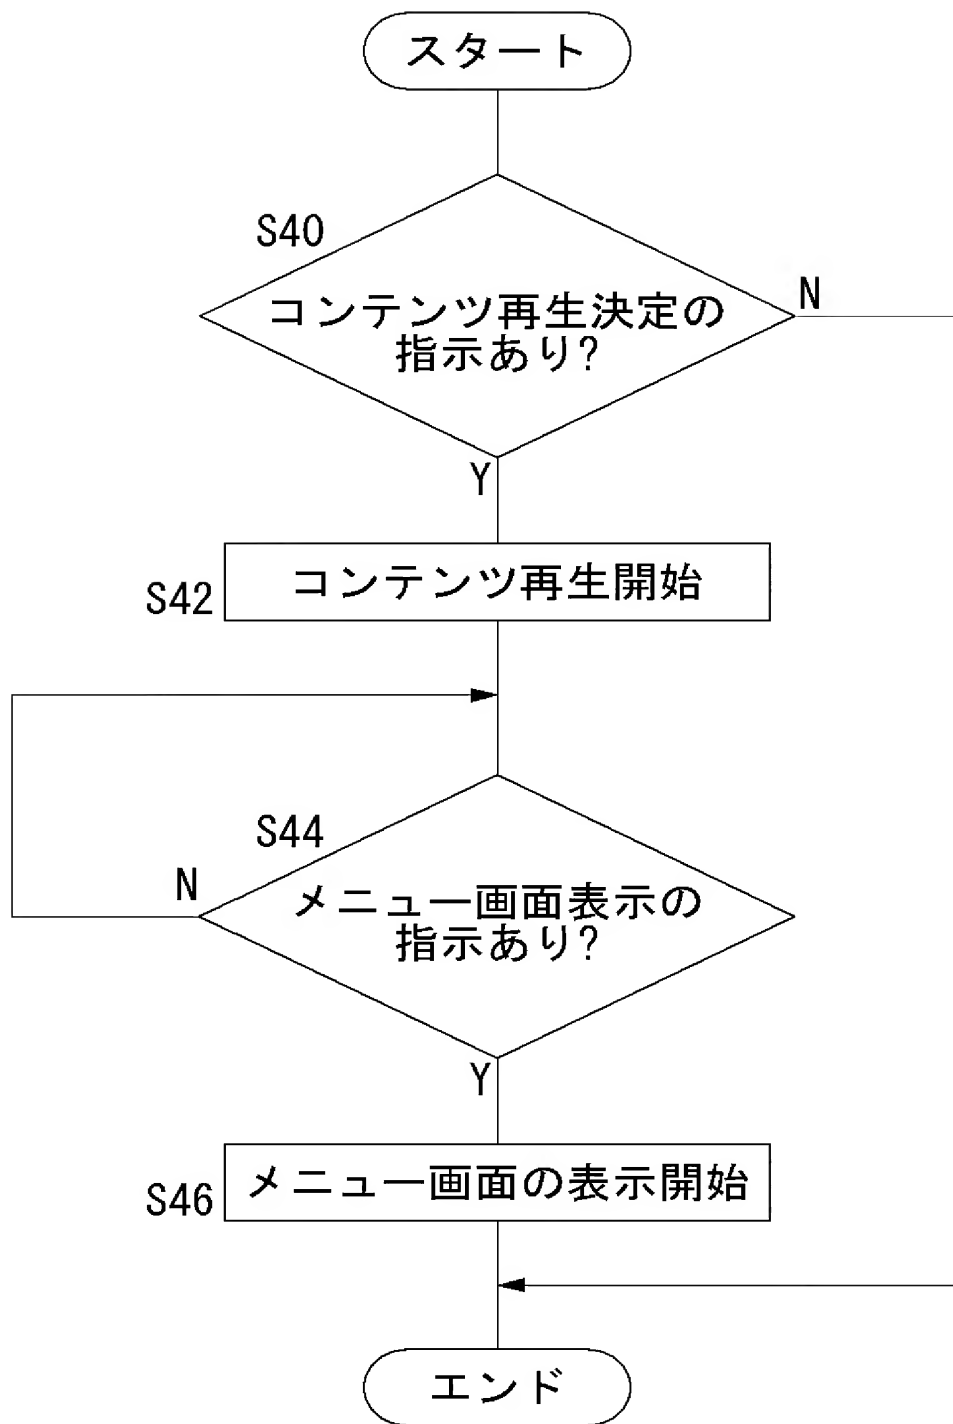 スタート
S40
コンテンツ再生決定の
指示あり?
N
Y
S42
コンテンツ再生開始
S44
N
メニュー画面表示の
指示あり?
Y
S46
メニュー画面の表示開始
エンド